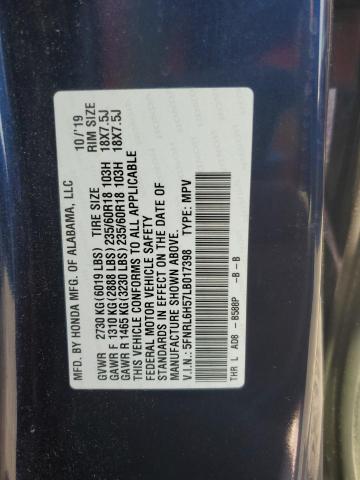 MFD. BY HONDA MFG. OF ALABAMA, LLC 10/'19
TIRE SIZE RIM SIZE
GVWR 2730 KG(6019 LBS)
GAWR F 1310 KG(2888 LBS) 235/60R18 103H 18X7.5J
GAWR R 1465 KG(3230 LBS) 235/60R18 103H 18X7.5J
THIS VEHICLE CONFORMS TO ALL APPLICABLE
FEDERAL MOTOR VEHICLE SAFETY
STANDARDS IN EFFECT ON THE DATE OF
MANUFACTURE SHOWN ABOVE.
V.I.N.: 5FNRL6H57LB017398 TYPE: MPV
THR L AD8 - B588P -B - B